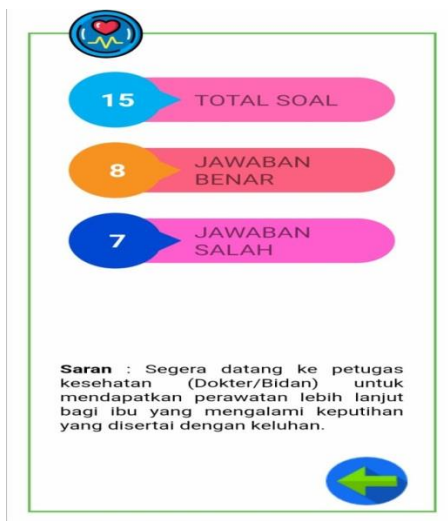 15 TOTAL SOAL
8 JAWABAN
BENAR
7 JAWABAN
SALAH
Saran : Segera datang ke petugas
kesehatan (Dokter/Bidan) untuk
mendapatkan perawatan lebih lanjut
bagi ibu yang mengalami keputihan
yang disertai dengan keluhan.